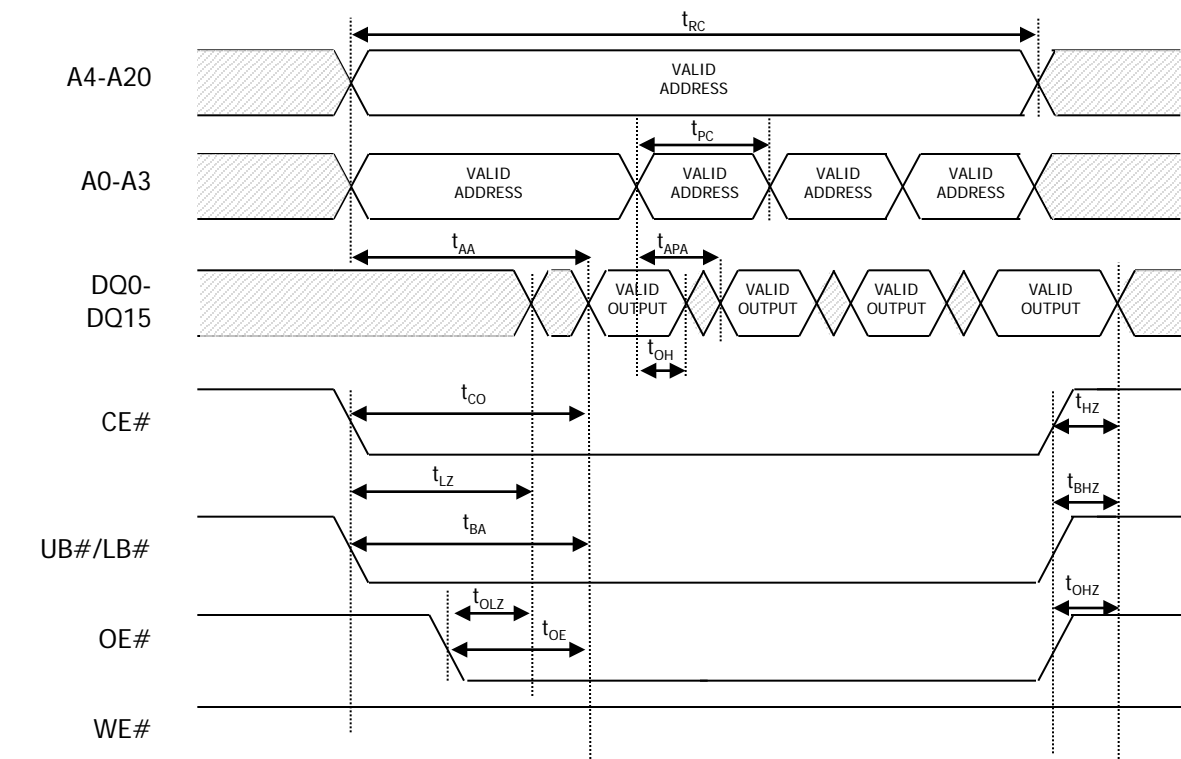 tRC
A4-A20
VALID
ADDRESS
tPC
A0-A3
VALID
ADDRESS
VALID
ADDRESS
VALID
ADDRESS
VALID
ADDRESS
tAA
tAPA
DQ0-
DQ15
VALID
OUTPUT
VALID
OUTPUT
VALID
OUTPUT
VALID
OUTPUT
tOH
tCO
tHZ
CE#
tLZ
tBHZ
tBA
UB#/LB#
tOLZ
tOHZ
tOE
OE#
WE#